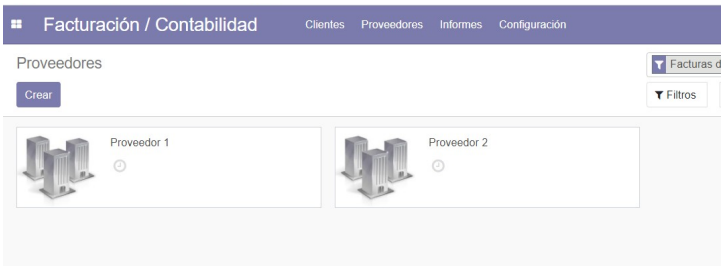 Facturación / Contabilidad Clientes Proveedores Informes Configuración
Proveedores
Facturas d
Crear
Filtros
Proveedor 1
Proveedor 2